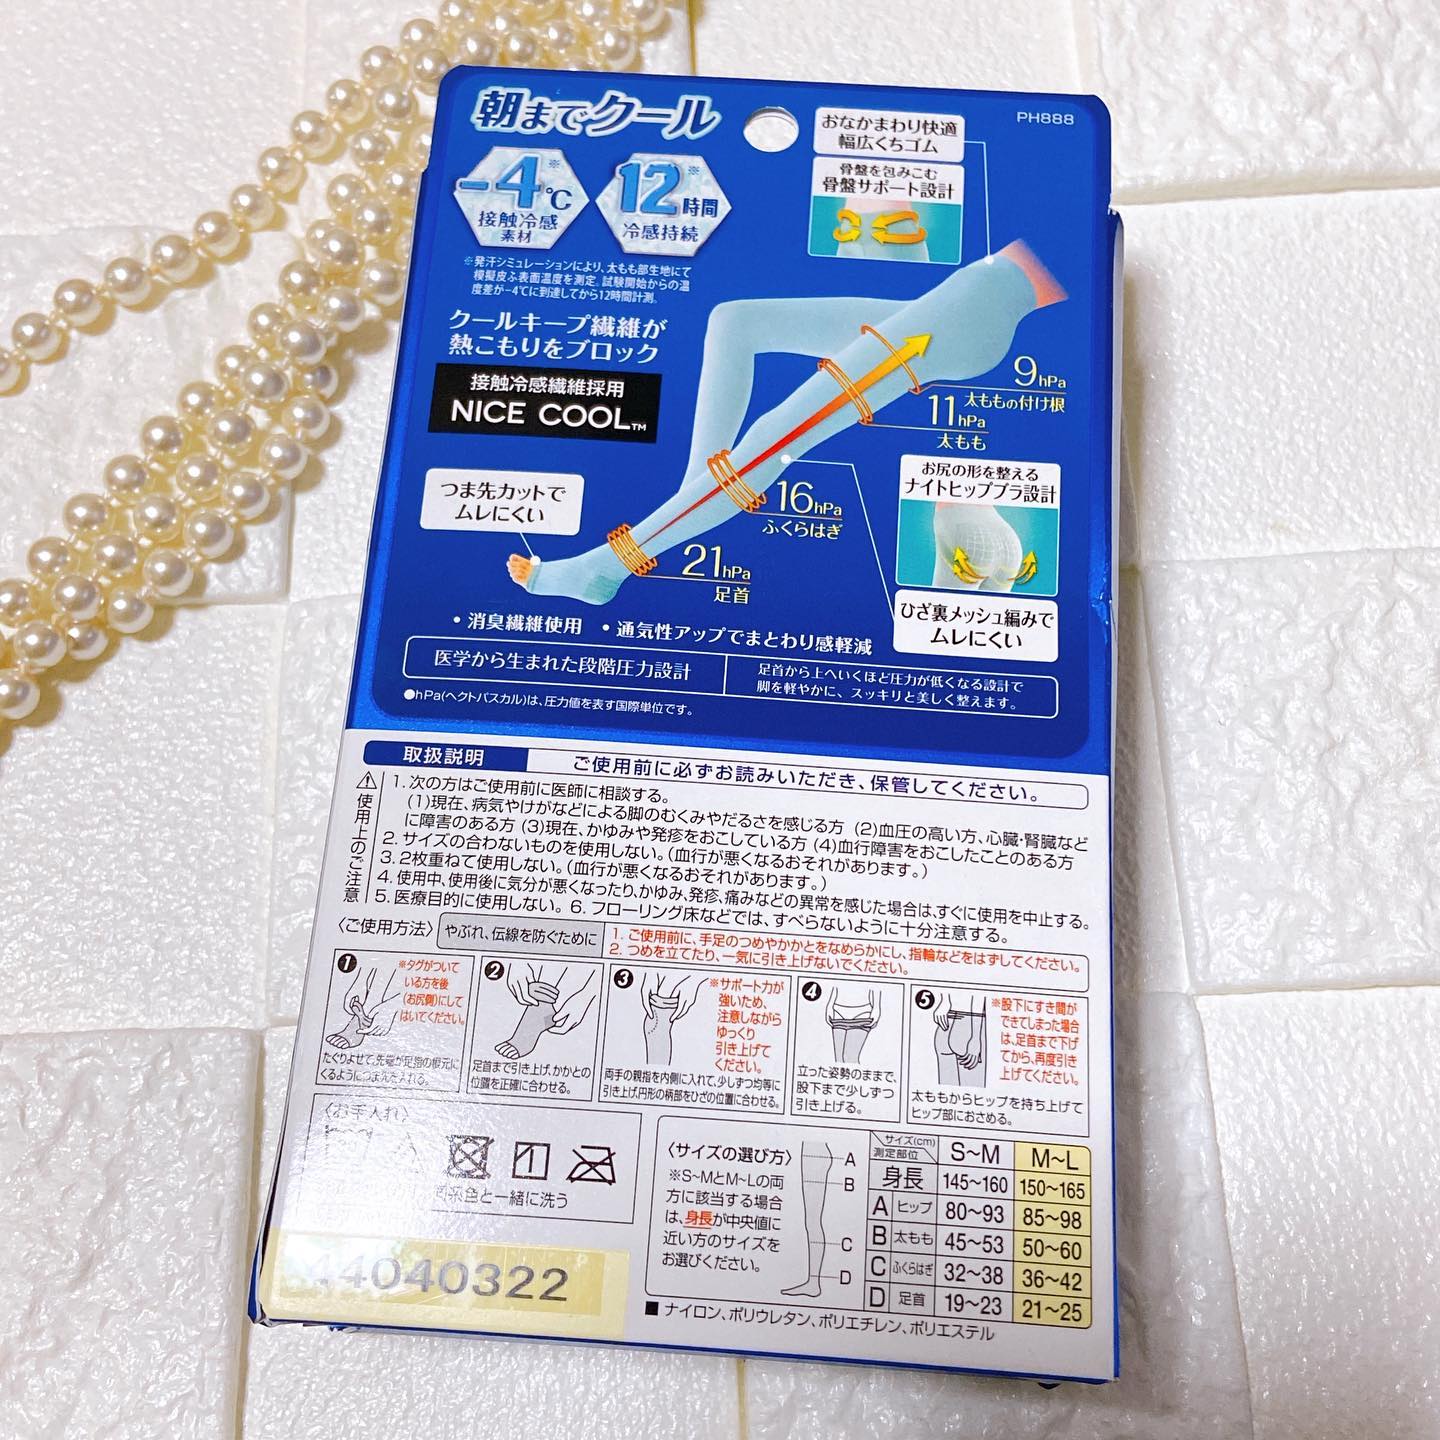 朝までクール
PH888
-4℃※
接触冷感
素材
12※時間
冷感持続
※発汗シミュレーションにより、太もも部生地にて
模擬皮ふ表面温度を測定。試験開始からの温
度差が-4℃に到達してから12時間計測。
クールキープ繊維が
熱こもりをブロック
接触冷感繊維採用
NICE COOL™
おなかまわり快適
幅広くちゴム
骨盤を包みこむ
骨盤サポート設計
9hPa
太ももの付け根
11hPa
太もも
16hPa
ふくらはぎ
21hPa
足首
つま先カットで
ムレにくい
お尻の形を整える
ナイトヒップブラ設計
ひざ裏メッシュ編みで
ムレにくい
・消臭繊維使用 ・通気性アップでまとわり感軽減
医学から生まれた段階圧力設計
足首から上へいくほど圧力が低くなる設計で
脚を軽やかに、スッキリと美しく整えます。
●hPa(ヘクトパスカル)は、圧力値を表す国際単位です。
取扱説明
ご使用前に必ずお読みいただき、保管してください。
⚠使用上のご注意
1. 次の方はご使用前に医師に相談する。
(1)現在、病気やけがなどによる脚のむくみやだるさを感じる方 (2)血圧の高い方、心臓・腎臓など
に障害のある方 (3)現在、かゆみや発疹をおこしている方 (4)血行障害をおこしたことのある方
2. サイズの合わないものを使用しない。(血行が悪くなるおそれがあります。)
3. 2枚重ねて使用しない。(血行が悪くなるおそれがあります。)
4. 使用中、使用後に気分が悪くなったり、かゆみ、発疹、痛みなどの異常を感じた場合は、すぐに使用を中止する。
5. 医療目的に使用しない。 6. フローリング床などでは、すべらないように十分注意する。
〈ご使用方法〉
やぶれ、伝線を防ぐために
1. ご使用前に、手足のつめやかかとをなめらかにし、指輪などをはずしてください。
2. つめを立てたり、一気に引き上げないでください。
1
※タグがついて
いる方を後
(お尻側)にして
はいてください。
たぐりよせて、先端が足指の根元に
くるようにつま先を入れる。
2
足首まで引き上げ、かかとの
位置を正確に合わせる。
3
※サポート力が
強いため、
注意しながら
ゆっくり
引き上げて
ください。
両手の親指を内側に入れて、少しずつ均等に
引き上げ、円形の柄部をひざの位置に合わせる。
4
立った姿勢のままで、
股下まで少しずつ
引き上げる。
5
※股下にすき間が
できてしまった場合
は、足首まで下げ
てから、再度引き
上げてください。
太ももからヒップを持ち上げて
ヒップ部におさめる。
〈お手入れ〉
同系色と一緒に洗う
44040322
〈サイズの選び方〉
※S~MとM~Lの両
方に該当する場合
は、身長が中央値に
近い方のサイズを
お選びください。
A
B
C
D
サイズ(cm)
測定部位
S~M M~L
身長 145~160 150~165
A ヒップ 80~93 85~98
B 太もも 45~53 50~60
C ふくらはぎ 32~38 36~42
D 足首 19~23 21~25
■ナイロン、ポリウレタン、ポリエチレン、ポリエステル